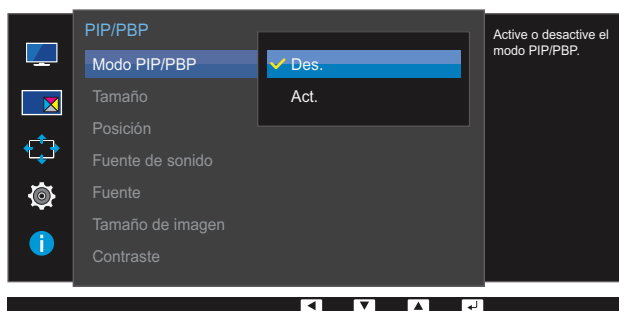 PIP/PBP
Modo PIP/PBP
Des.
Tamaño
Act.
Posición
Fuente de sonido
Fuente
Tamaño de imagen
Contraste
Active o desactive el
modo PIP/PBP.